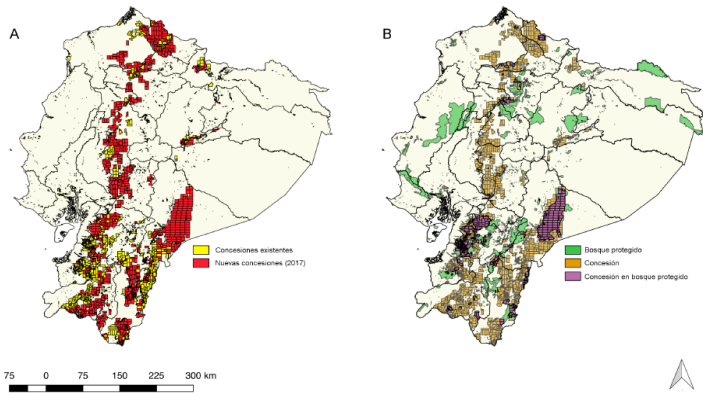 A
B
Concesiones existentes
Nuevas concesiones (2017)
Bosque protegido
Concesión
Concesión en bosque protegido
75 0 75 150 225 300 km